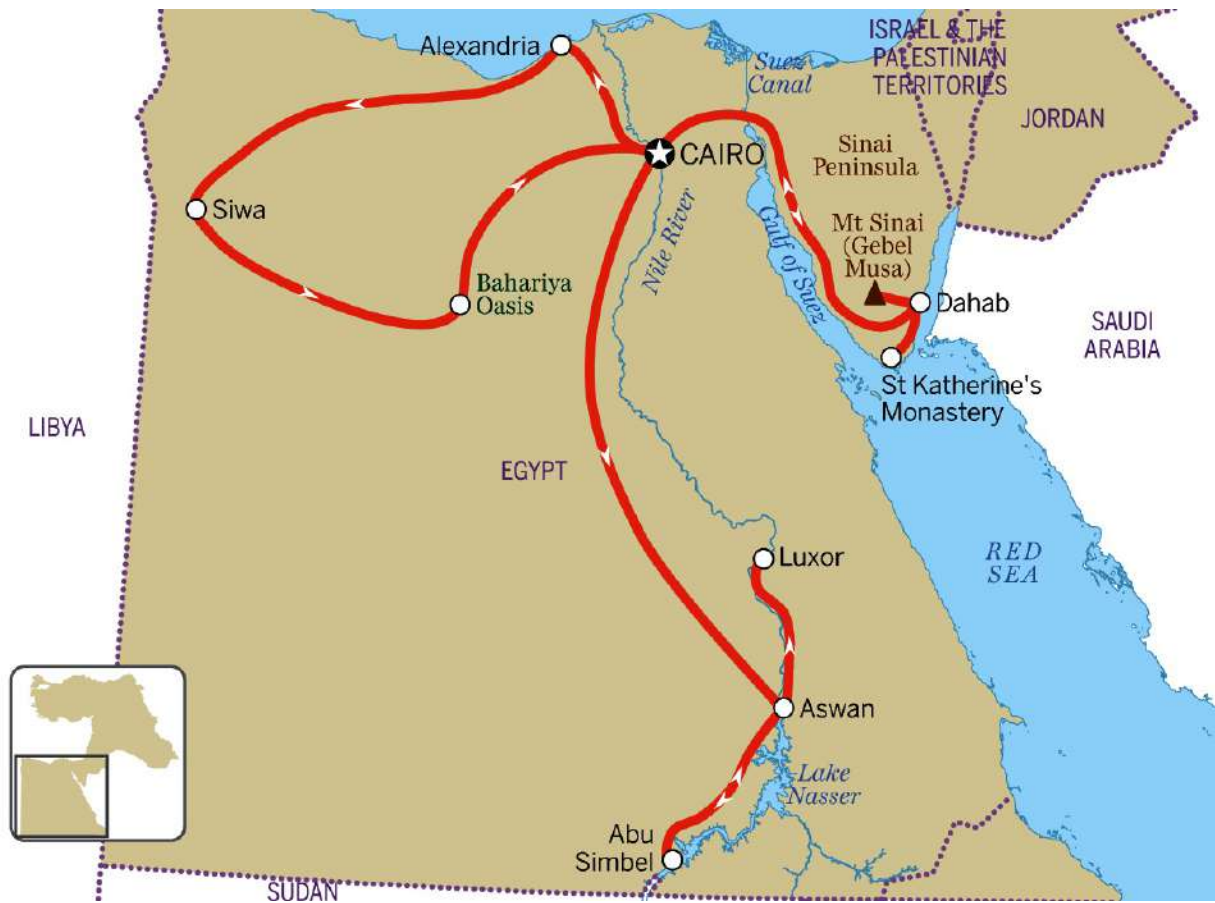 Alexandria
Suez
Canal
ISRAEL & THE
PALESTINIAN
TERRITORIES
JORDAN
CAIRO
Sinai
Peninsula
Siwa
Nile River
Gulf of Suez
Mt Sinai
(Gebel
Musa)
Bahariya
Oasis
Dahab
SAUDI
ARABIA
St Katherine's
Monastery
LIBYA
EGYPT
Luxor
RED
SEA
Aswan
Lake
Nasser
Abu
Simbel
SUDAN